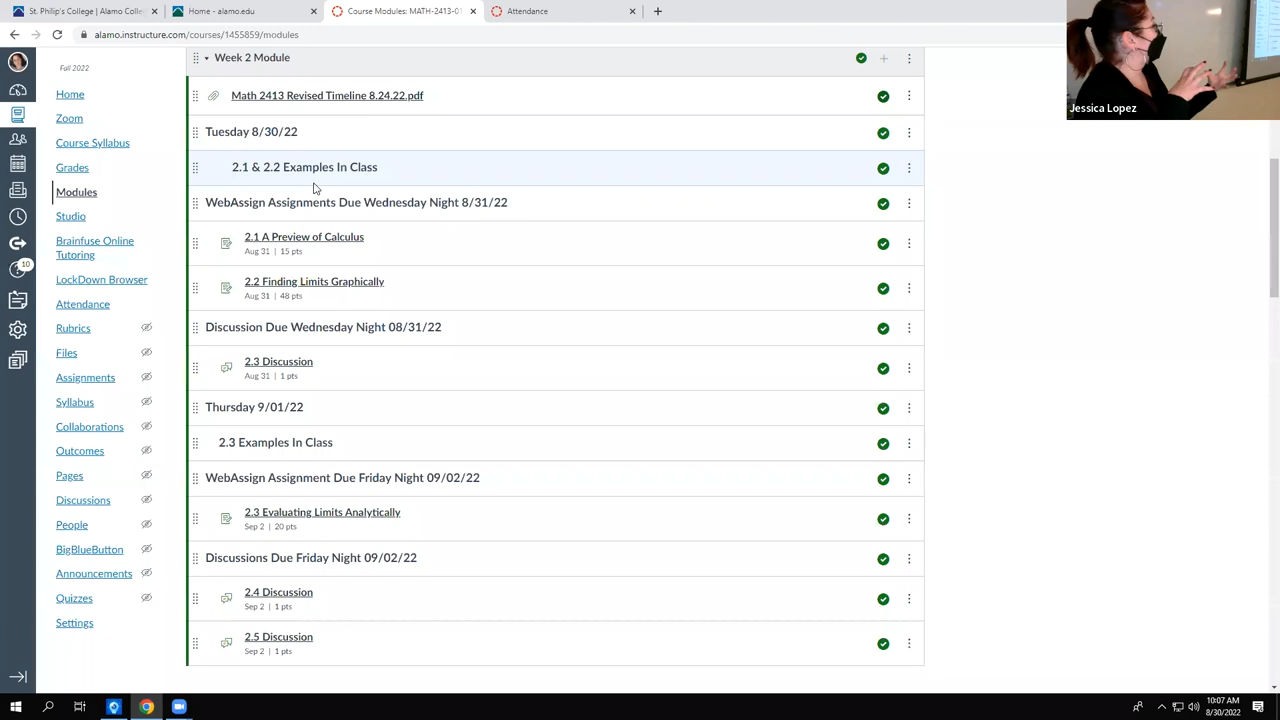 St. Philip's College
Home - alamo.edu
Course Modules: MATH-2413-01
Attendance
alamo.instructure.com/courses/1455859/modules
Jessica Lopez
Fall 2022
Home
Zoom
Course Syllabus
Grades
Modules
Studio
Brainfuse Online
Tutoring
LockDown Browser
Attendance
Rubrics
Files
Assignments
Syllabus
Collaborations
Outcomes
Pages
Discussions
People
BigBlueButton
Announcements
Quizzes
Settings
10
Week 2 Module
Math 2413 Revised Timeline 8.24.22.pdf
Tuesday 8/30/22
2.1 & 2.2 Examples In Class
WebAssign Assignments Due Wednesday Night 8/31/22
2.1 A Preview of Calculus
Aug 31 | 15 pts
2.2 Finding Limits Graphically
Aug 31 | 48 pts
Discussion Due Wednesday Night 08/31/22
2.3 Discussion
Aug 31 | 1 pts
Thursday 9/01/22
2.3 Examples In Class
WebAssign Assignment Due Friday Night 09/02/22
2.3 Evaluating Limits Analytically
Sep 2 | 20 pts
Discussions Due Friday Night 09/02/22
2.4 Discussion
Sep 2 | 1 pts
2.5 Discussion
Sep 2 | 1 pts
10:07 AM
8/30/2022